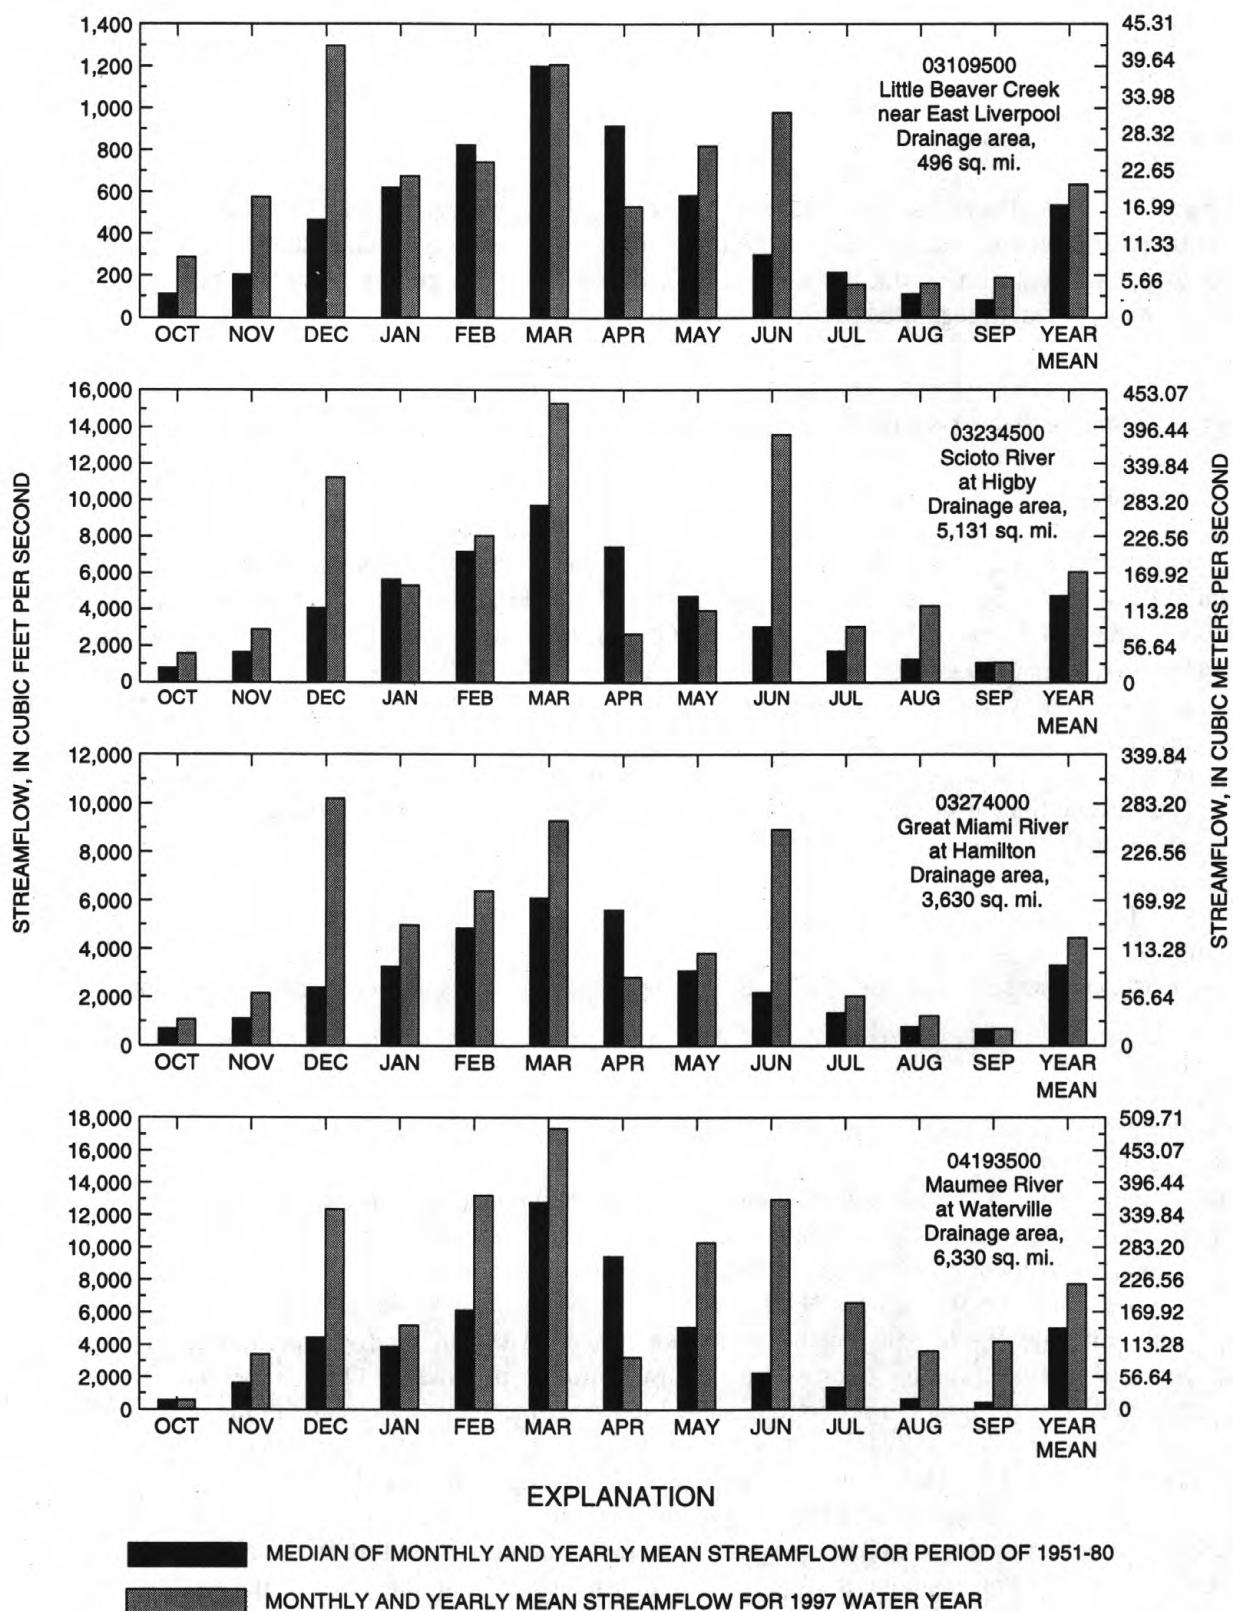 STREAMFLOW, IN CUBIC FEET PER SECOND
STREAMFLOW, IN CUBIC METERS PER SECOND
1,400
1,200
1,000
800
600
400
200
0
45.31
39.64
33.98
28.32
22.65
16.99
11.33
5.66
0
03109500
Little Beaver Creek
near East Liverpool
Drainage area,
496 sq. mi.
OCT NOV DEC JAN FEB MAR APR MAY JUN JUL AUG SEP YEAR
MEAN
16,000
14,000
12,000
10,000
8,000
6,000
4,000
2,000
0
453.07
396.44
339.84
283.20
226.56
169.92
113.28
56.64
0
03234500
Scioto River
at Higby
Drainage area,
5,131 sq. mi.
OCT NOV DEC JAN FEB MAR APR MAY JUN JUL AUG SEP YEAR
MEAN
12,000
10,000
8,000
6,000
4,000
2,000
0
339.84
283.20
226.56
169.92
113.28
56.64
0
03274000
Great Miami River
at Hamilton
Drainage area,
3,630 sq. mi.
OCT NOV DEC JAN FEB MAR APR MAY JUN JUL AUG SEP YEAR
MEAN
18,000
16,000
14,000
12,000
10,000
8,000
6,000
4,000
2,000
0
509.71
453.07
396.44
339.84
283.20
226.56
169.92
113.28
56.64
0
04193500
Maumee River
at Waterville
Drainage area,
6,330 sq. mi.
OCT NOV DEC JAN FEB MAR APR MAY JUN JUL AUG SEP YEAR
MEAN
EXPLANATION
MEDIAN OF MONTHLY AND YEARLY MEAN STREAMFLOW FOR PERIOD OF 1951-80
MONTHLY AND YEARLY MEAN STREAMFLOW FOR 1997 WATER YEAR